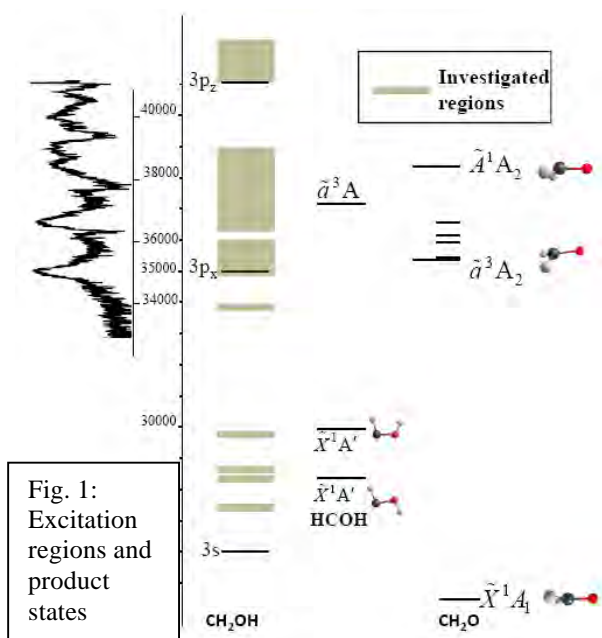 3p_z
Investigated
regions
40000
Ã¹A₂
38000
ã³A
36000
35000
3pₓ
ã³A₂
34000
30000
X̃¹A′
X̃¹A′
HCOH
3s
Fig. 1:
Excitation
regions and
product
states
X̃¹A₁
CH₂OH
CH₂O